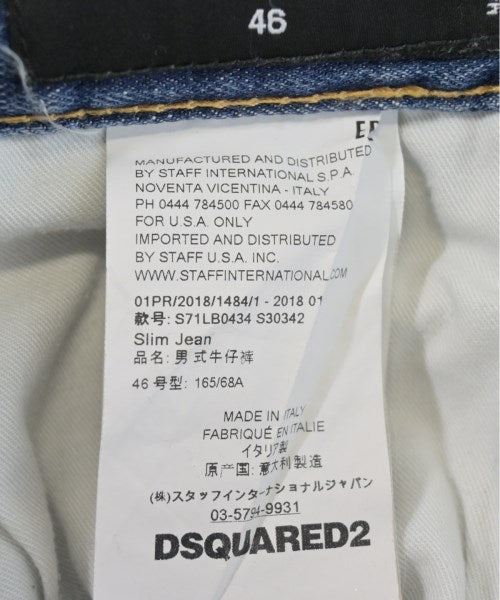 46
MANUFACTURED AND DISTRIBUTED
BY STAFF INTERNATIONAL S.P.A.
NOVENTA VICENTINA - ITALY
PH 0444 784500 FAX 0444 784580
FOR U.S.A. ONLY
IMPORTED AND DISTRIBUTED
BY STAFF U.S.A. INC.
WWW.STAFFINTERNATIONAL.COM
01PR/2018/1484/1 - 2018 01
款号: S71LB0434 S30342
Slim Jean
品名: 男式牛仔裤
46 号型: 165/68A
MADE IN ITALY
FABRIQUÉ EN ITALIE
イタリア製
原产国: 意大利製造
(株)スタッフインターナショナルジャパン
03-5794-9931
DSQUARED2